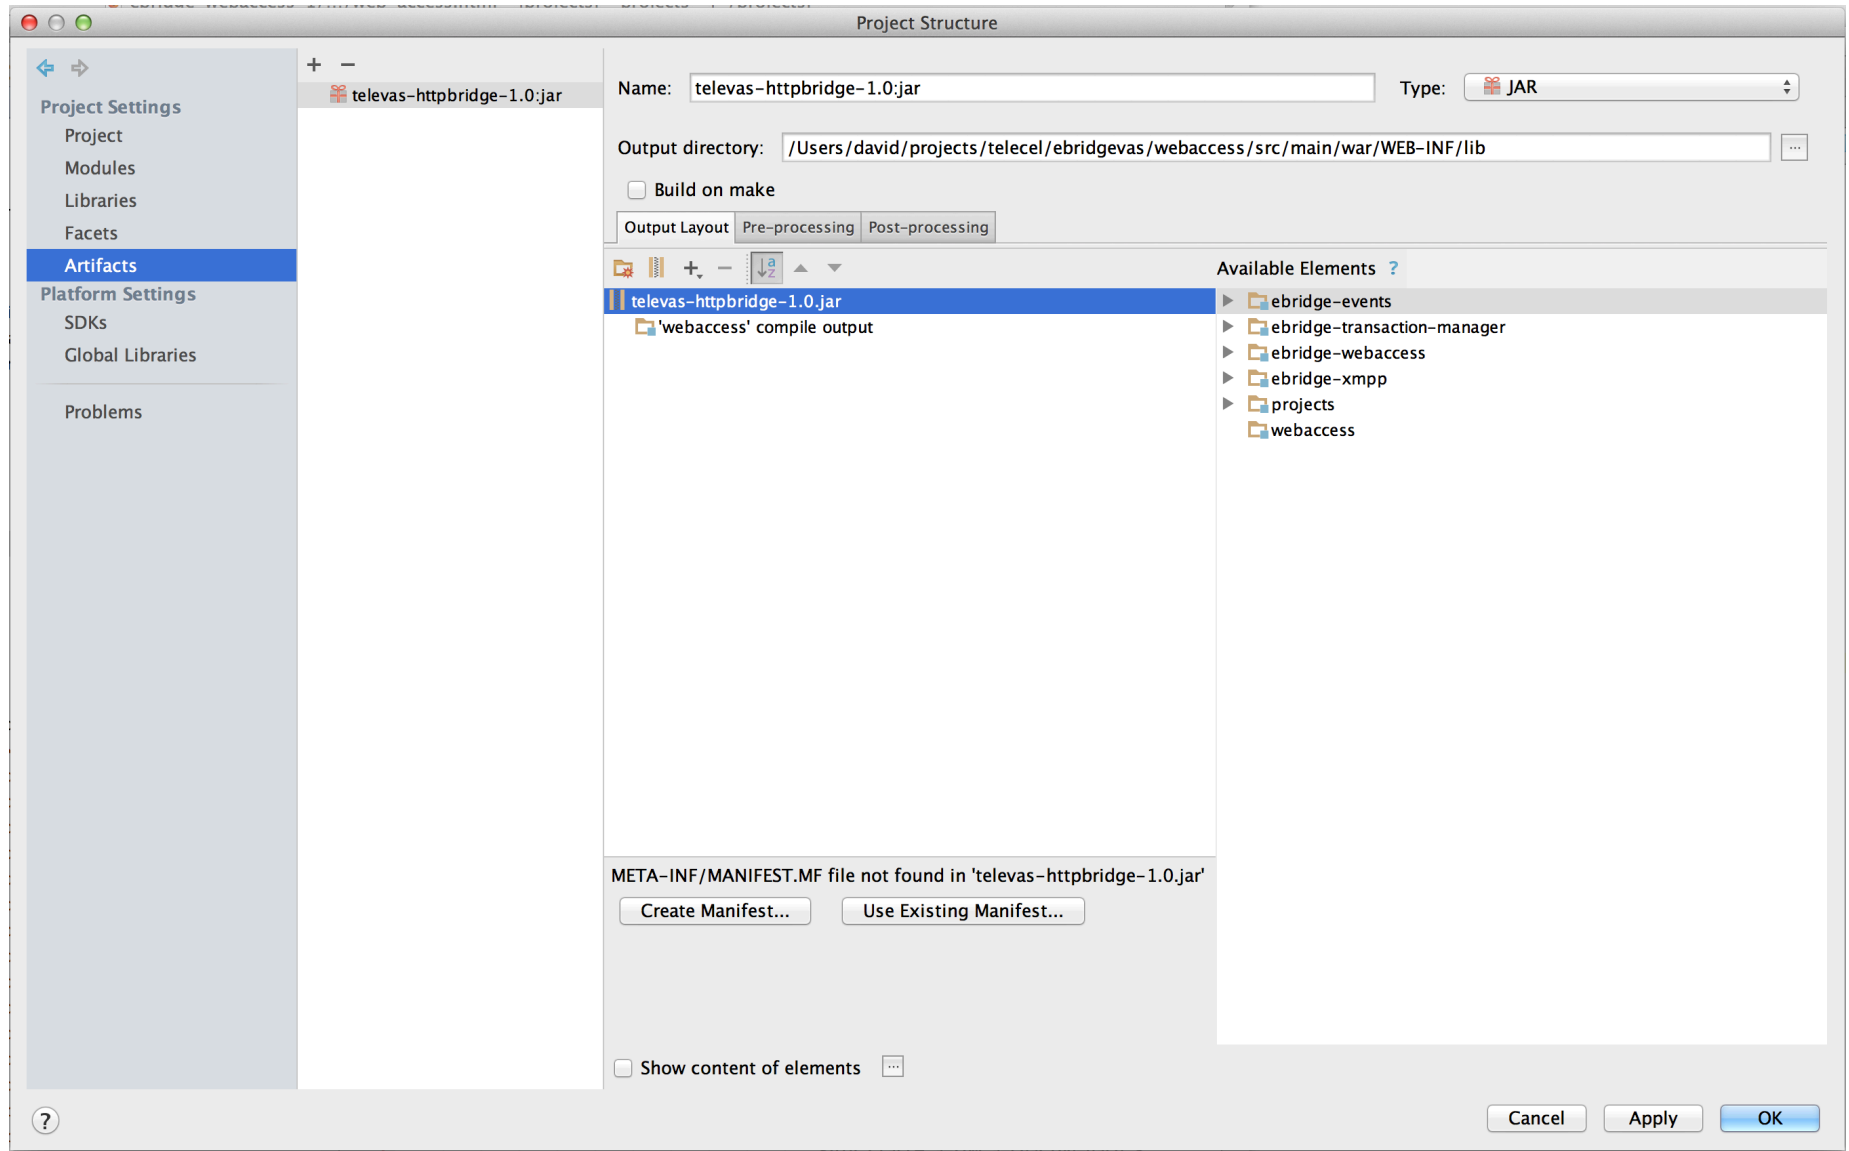 Project Structure
Project Settings
Project
Modules
Libraries
Facets
Artifacts
Platform Settings
SDKs
Global Libraries
Problems
televas-httpbridge-1.0:jar
Name: televas-httpbridge-1.0:jar Type: JAR
Output directory: /Users/david/projects/telecel/ebridgevas/webaccess/src/main/war/WEB-INF/lib ...
Build on make
Output Layout Pre-processing Post-processing
a z
televas-httpbridge-1.0.jar
'webaccess' compile output
Available Elements ?
ebridge-events
ebridge-transaction-manager
ebridge-webaccess
ebridge-xmpp
projects
webaccess
META-INF/MANIFEST.MF file not found in 'televas-httpbridge-1.0.jar'
Create Manifest... Use Existing Manifest...
Show content of elements ...
? Cancel Apply OK